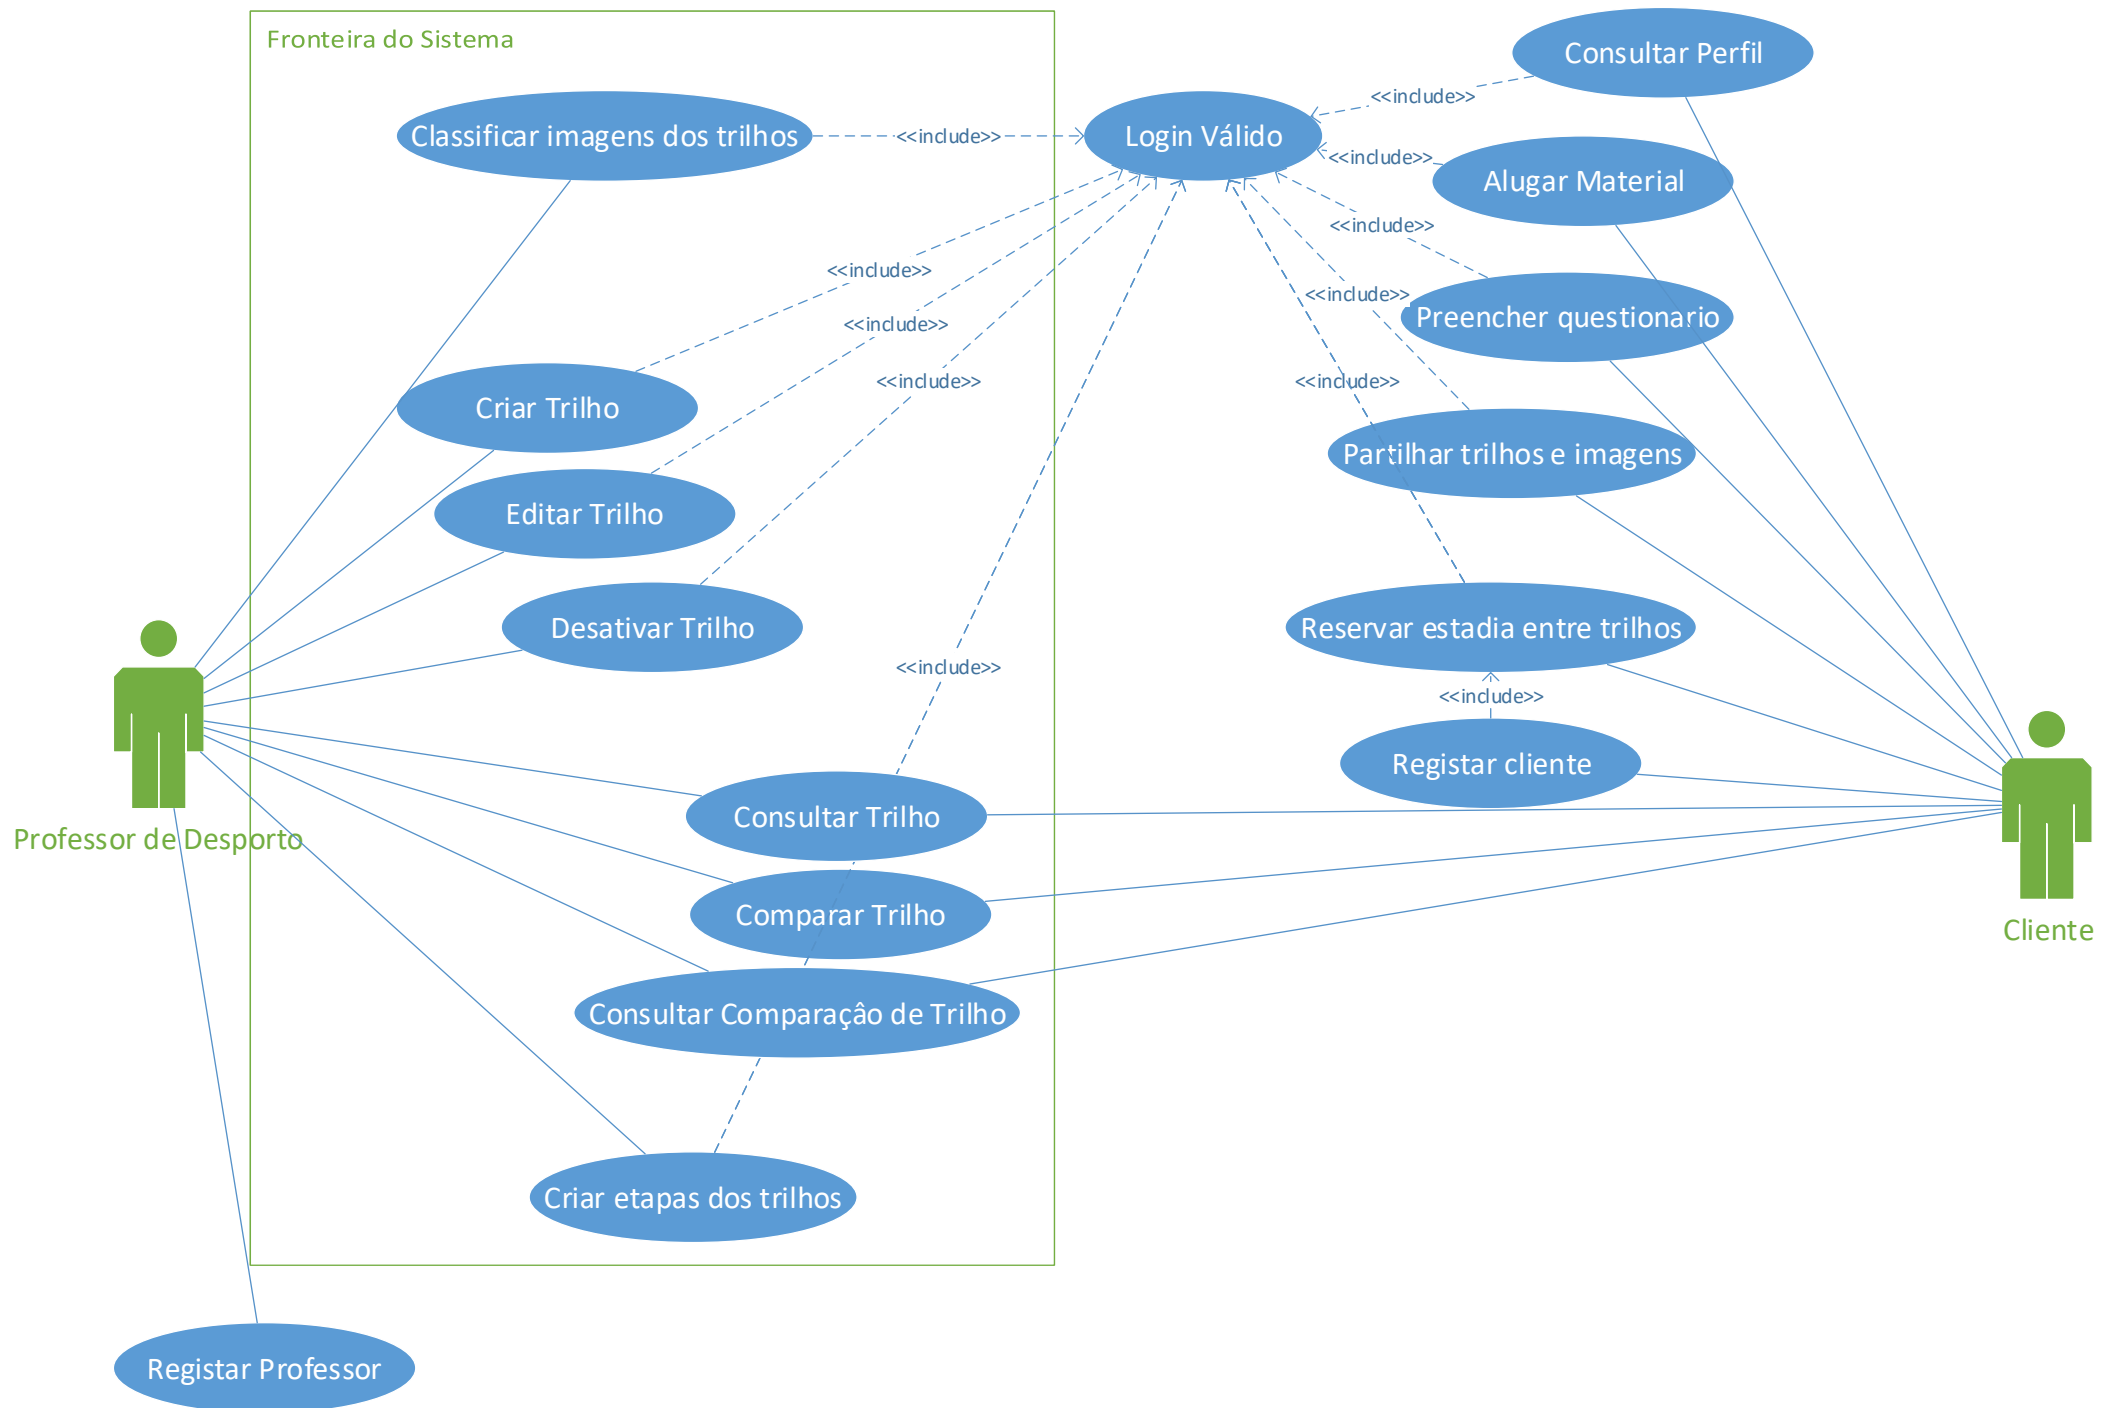 Fronteira do Sistema
Consultar Perfil
<<include>>
Classificar imagens dos trilhos
<<include>>
Login Válido
<<include>>
Alugar Material
<<include>>
<<include>>
<<include>>
Preencher questionario
<<include>>
<<include>>
<<include>>
Criar Trilho
Partilhar trilhos e imagens
Editar Trilho
Desativar Trilho
Reservar estadia entre trilhos
<<include>>
<<include>>
Registar cliente
Consultar Trilho
Professor de Desporto
Comparar Trilho
Cliente
Consultar Comparaçâo de Trilho
Criar etapas dos trilhos
Registar Professor